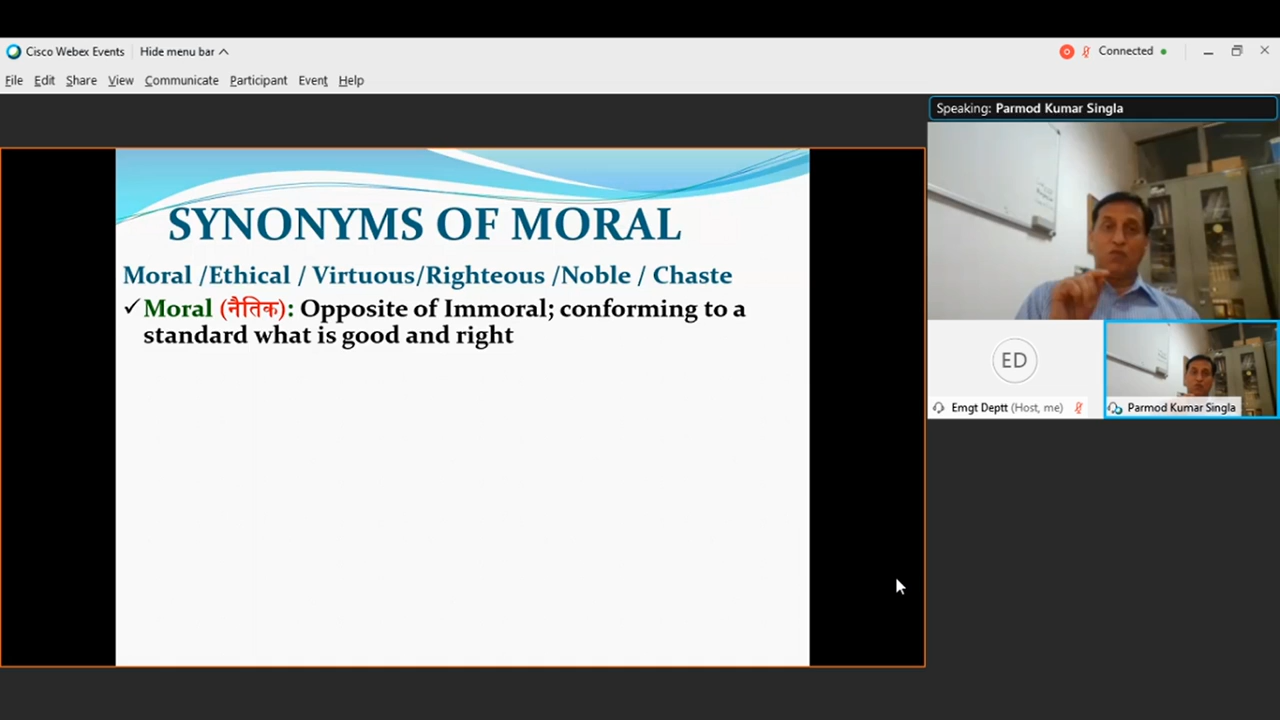 Cisco Webex Events
Hide menu bar
Connected
File Edit Share View Communicate Participant Event Help
Speaking: Parmod Kumar Singla
SYNONYMS OF MORAL
Moral /Ethical / Virtuous/Righteous /Noble / Chaste
✓Moral (नैतिक): Opposite of Immoral; conforming to a
standard what is good and right
ED
Emgt Deptt (Host, me)
Parmod Kumar Singla